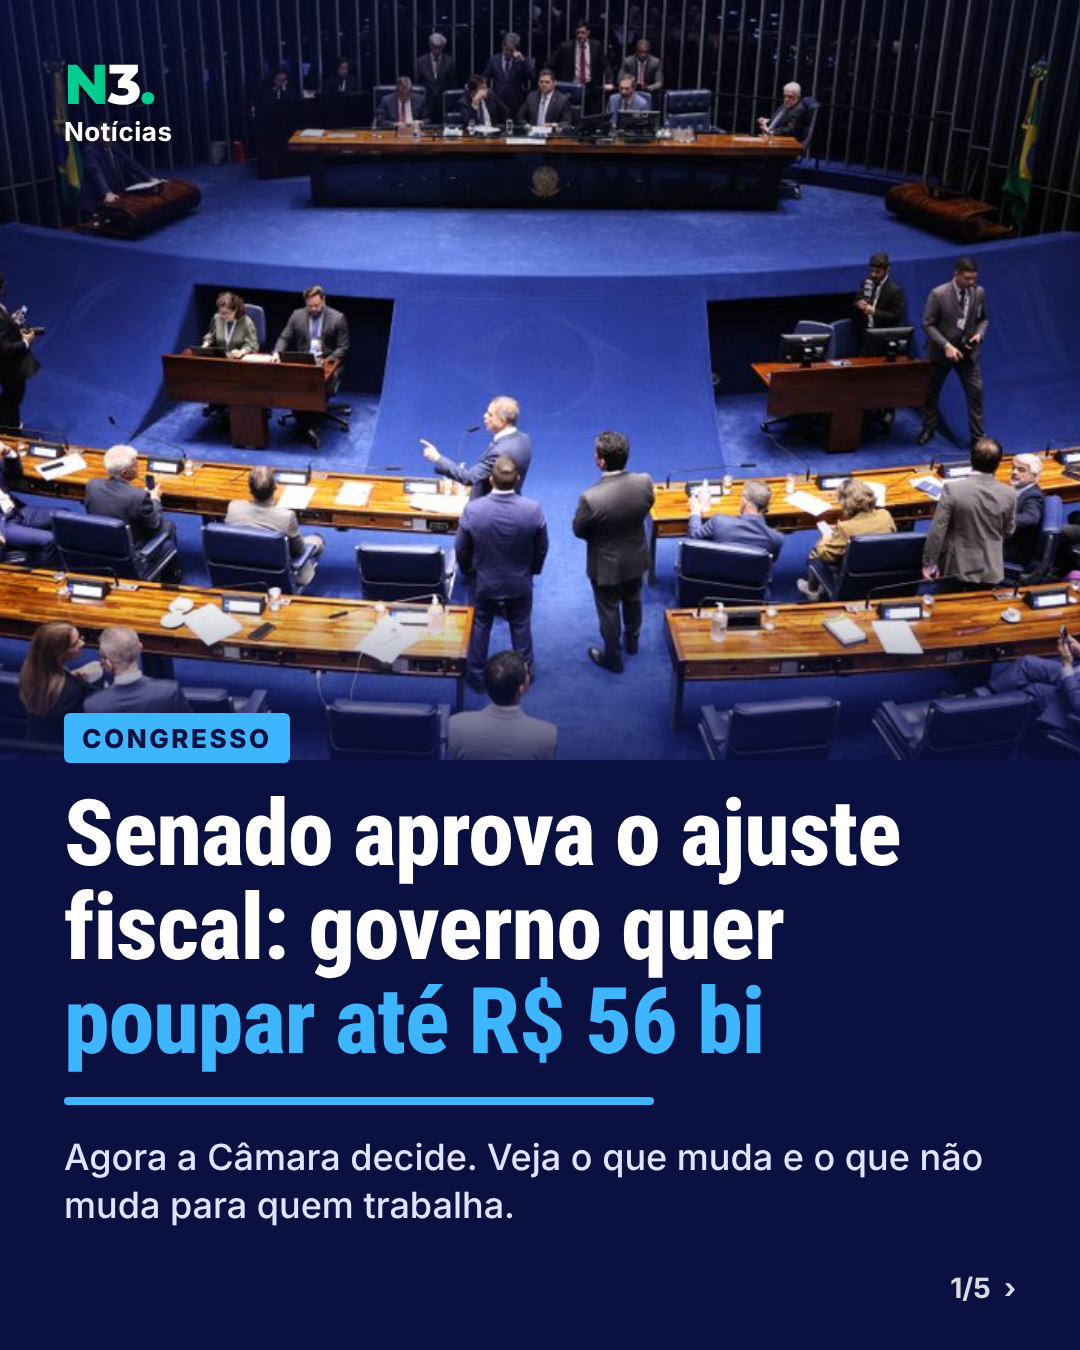 N3.
Notícias
CONGRESSO
Senado aprova o ajuste
fiscal: governo quer
poupar até R$ 56 bi
Agora a Câmara decide. Veja o que muda e o que não
muda para quem trabalha.
1/5 ›